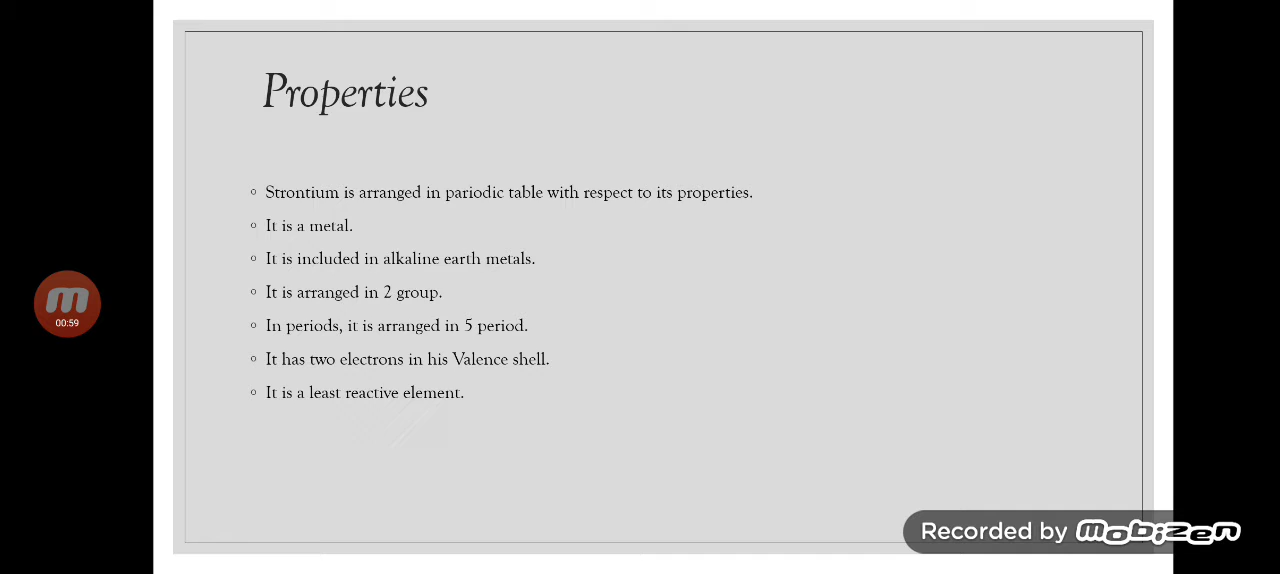 Properties
Strontium is arranged in pariodic table with respect to its properties.
It is a metal.
It is included in alkaline earth metals.
It is arranged in 2 group.
In periods, it is arranged in 5 period.
It has two electrons in his Valence shell.
It is a least reactive element.
m
00:59
Recorded by mobizen